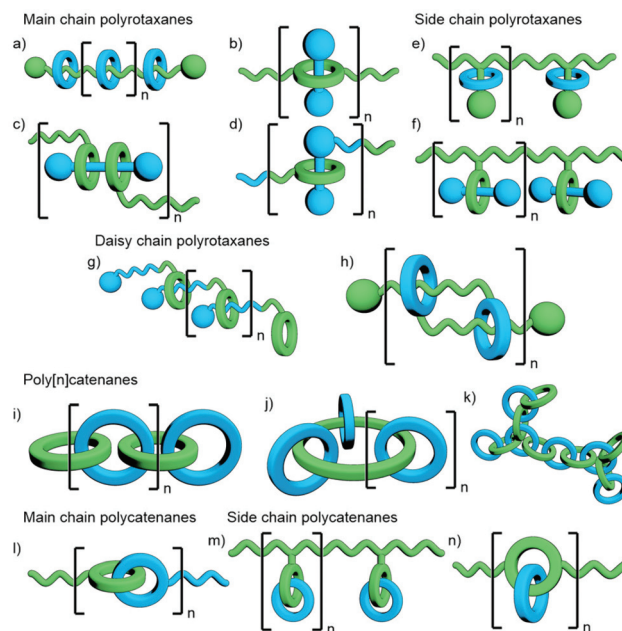 Main chain polyrotaxanes
Side chain polyrotaxanes
a)
n
b)
n
e)
n
c)
n
d)
n
f)
n
Daisy chain polyrotaxanes
g)
n
h)
n
Poly[n]catenanes
i)
n
j)
n
k)
Main chain polycatenanes
Side chain polycatenanes
l)
n
m)
n
n)
n